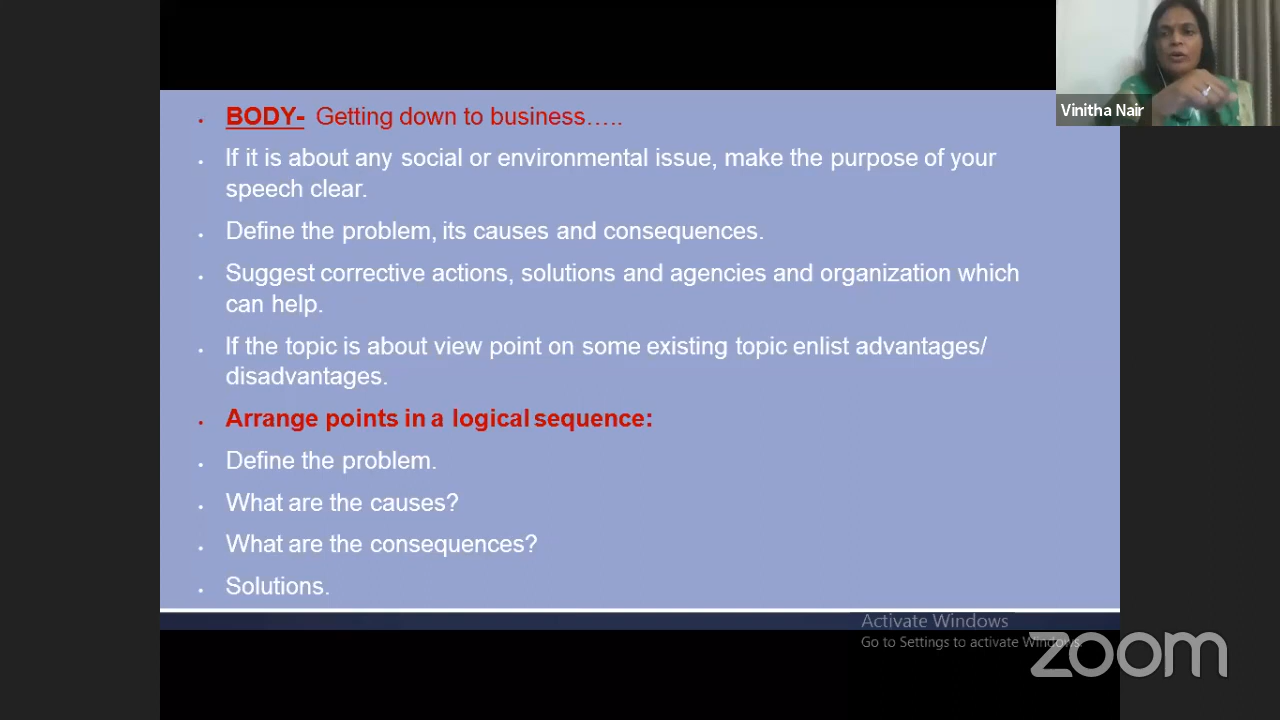 BODY- Getting down to business…..
If it is about any social or environmental issue, make the purpose of your
speech clear.
Define the problem, its causes and consequences.
Suggest corrective actions, solutions and agencies and organization which
can help.
If the topic is about view point on some existing topic enlist advantages/
disadvantages.
Arrange points in a logical sequence:
Define the problem.
What are the causes?
What are the consequences?
Solutions.
Vinitha Nair
Activate Windows
Go to Settings to activate Windows.
zoom